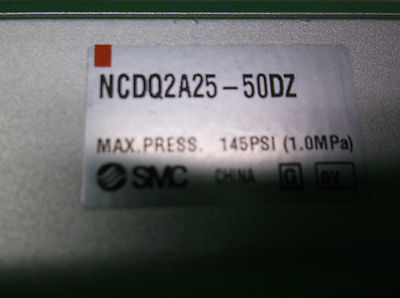 NCDQ2A25-50DZ
MAX.PRESS. 145PSI (1.0MPa)
SMC CHINA G